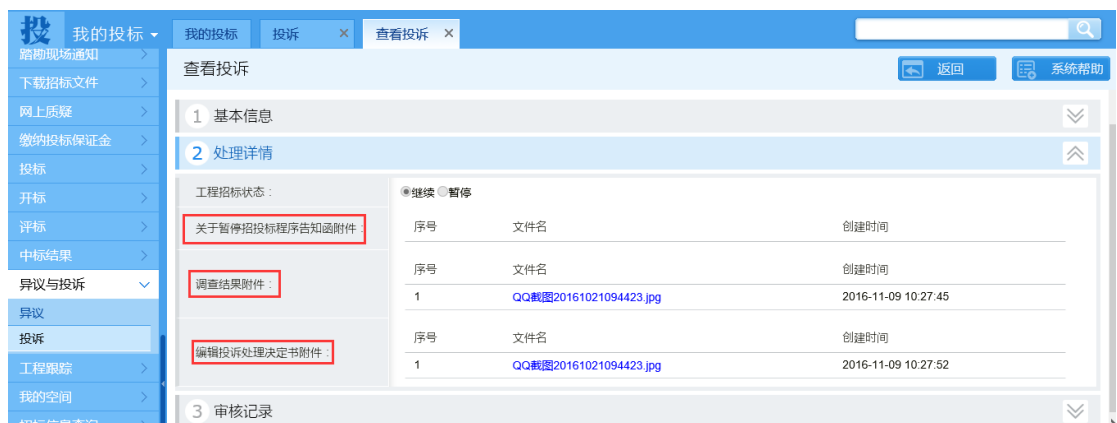 投 我的投标 我的投标 投诉 × 查看投诉 ×
踏勘现场通知
查看投诉 返回 系统帮助
下载招标文件
网上质疑
1 基本信息
缴纳投标保证金
2 处理详情
投标
工程招标状态: 继续 暂停
开标
关于暂停招投标程序告知函附件: 序号 文件名 创建时间
评标
中标结果
序号 文件名 创建时间
异议与投诉
调查结果附件:
1 QQ截图20161021094423.jpg 2016-11-09 10:27:45
异议
投诉
序号 文件名 创建时间
编辑投诉处理决定书附件:
1 QQ截图20161021094423.jpg 2016-11-09 10:27:52
工程跟踪
我的空间
3 审核记录
招标信息查询